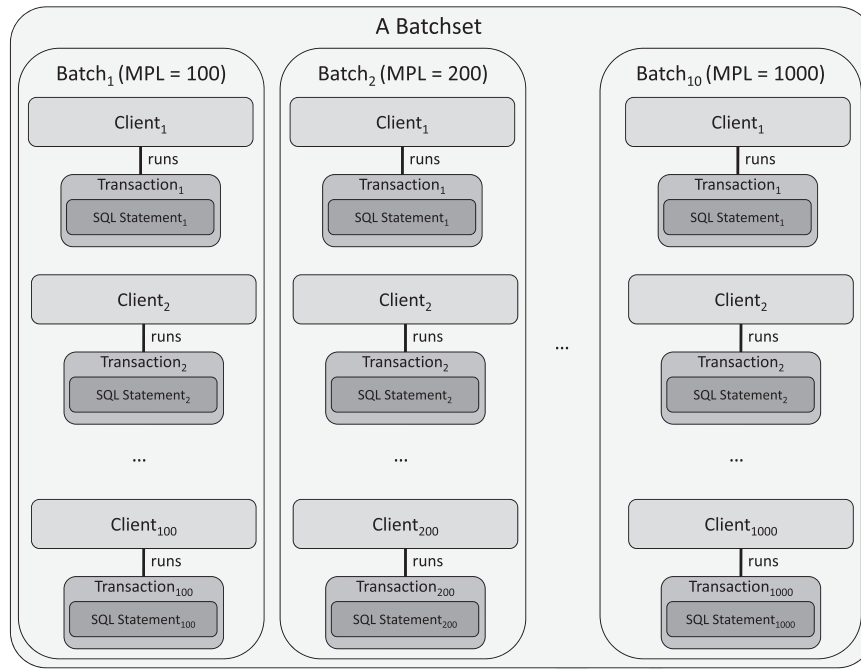 A Batchset
Batch₁ (MPL = 100)
Client₁
runs
Transaction₁
SQL Statement₁
Client₂
runs
Transaction₂
SQL Statement₂
...
Client₁₀₀
runs
Transaction₁₀₀
SQL Statement₁₀₀
Batch₂ (MPL = 200)
Client₁
runs
Transaction₁
SQL Statement₁
Client₂
runs
Transaction₂
SQL Statement₂
...
Client₂₀₀
runs
Transaction₂₀₀
SQL Statement₂₀₀
...
Batch₁₀ (MPL = 1000)
Client₁
runs
Transaction₁
SQL Statement₁
Client₂
runs
Transaction₂
SQL Statement₂
...
Client₁₀₀₀
runs
Transaction₁₀₀₀
SQL Statement₁₀₀₀